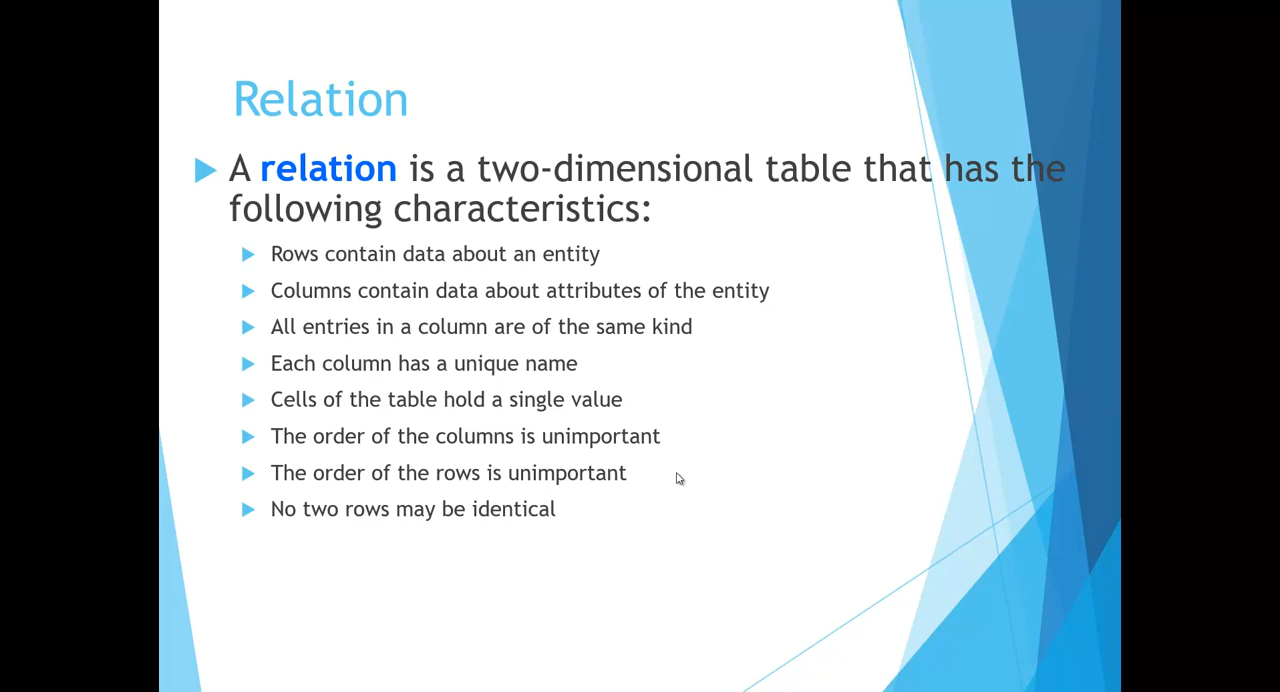 Relation
A relation is a two-dimensional table that has the
following characteristics:
Rows contain data about an entity
Columns contain data about attributes of the entity
All entries in a column are of the same kind
Each column has a unique name
Cells of the table hold a single value
The order of the columns is unimportant
The order of the rows is unimportant
No two rows may be identical